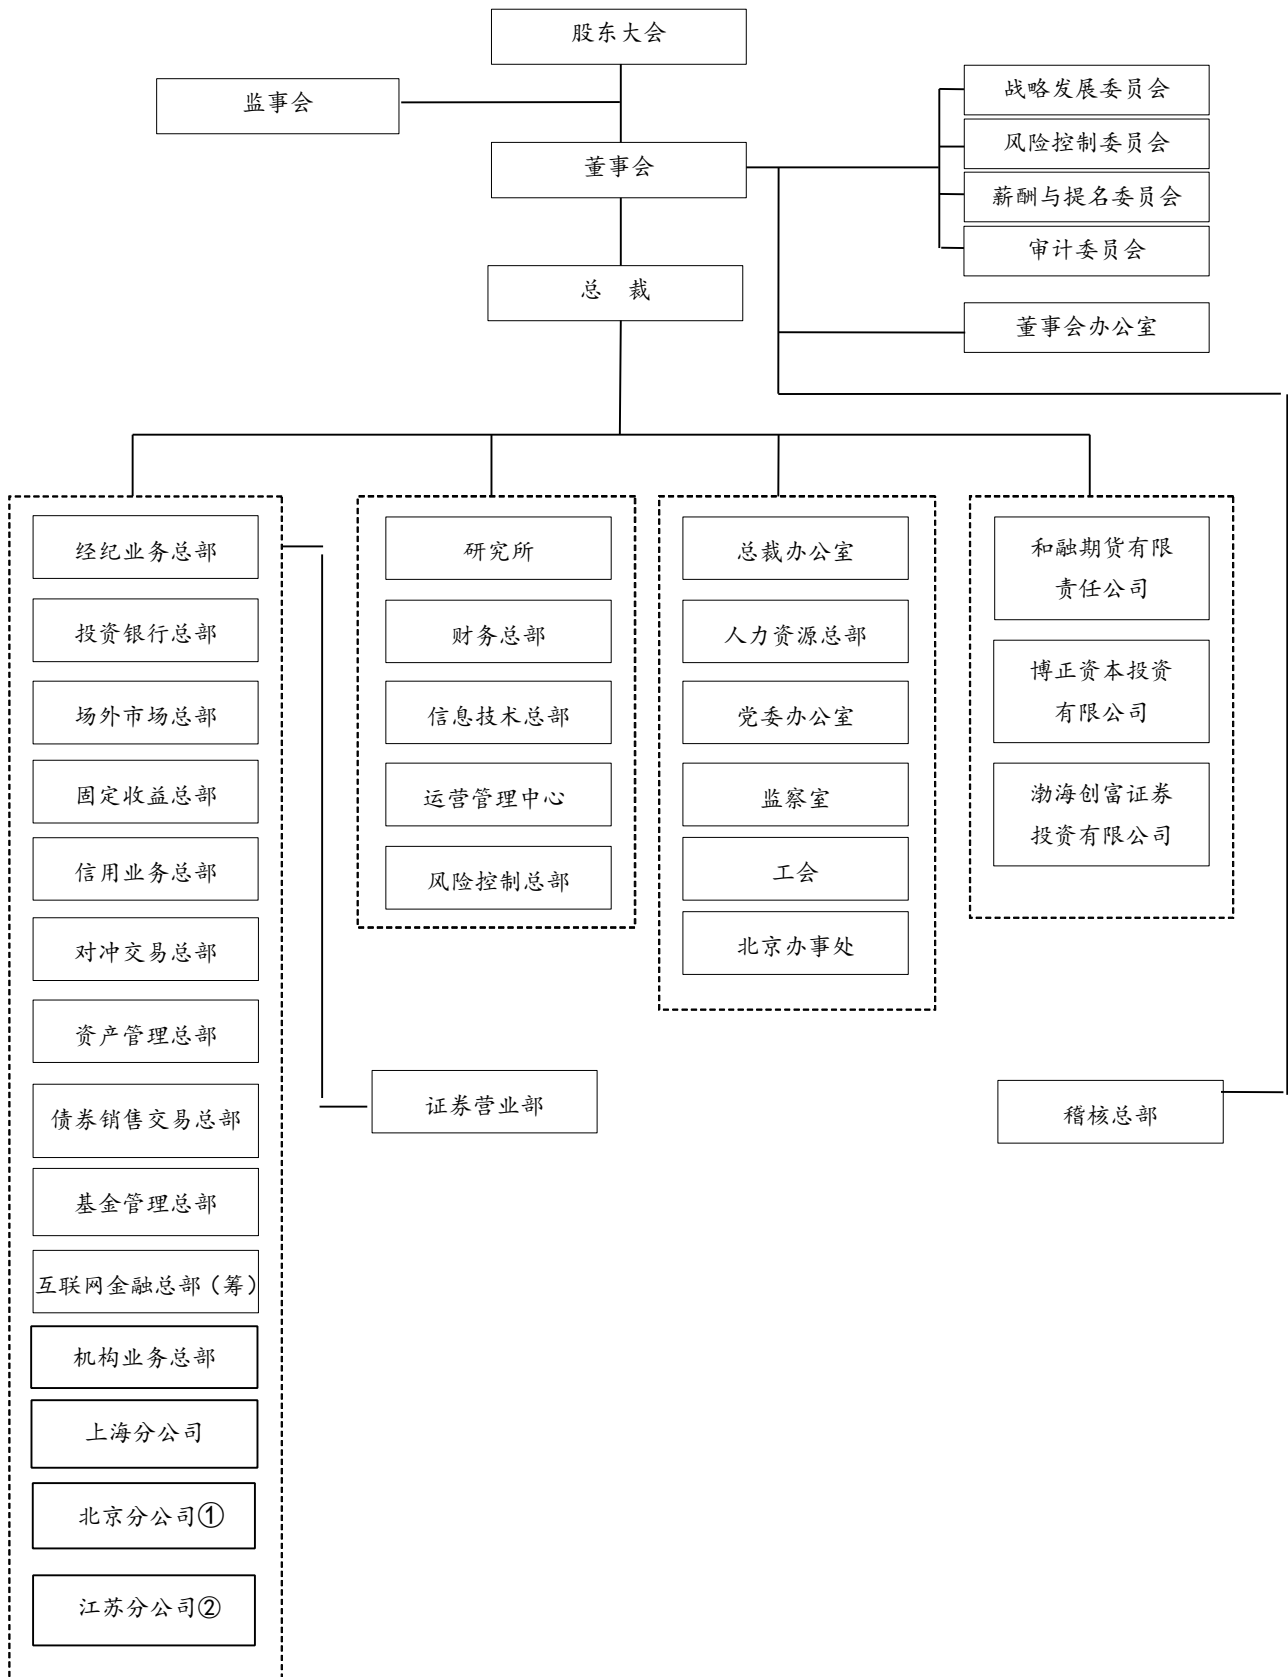 股东大会
监事会
战略发展委员会
风险控制委员会
董事会
薪酬与提名委员会
审计委员会
总 裁
董事会办公室
经纪业务总部
投资银行总部
场外市场总部
固定收益总部
信用业务总部
对冲交易总部
资产管理总部
债券销售交易总部
基金管理总部
互联网金融总部（筹）
机构业务总部
上海分公司
北京分公司①
江苏分公司②
证券营业部
研究所
财务总部
信息技术总部
运营管理中心
风险控制总部
总裁办公室
人力资源总部
党委办公室
监察室
工会
北京办事处
和融期货有限
责任公司
博正资本投资
有限公司
渤海创富证券
投资有限公司
稽核总部